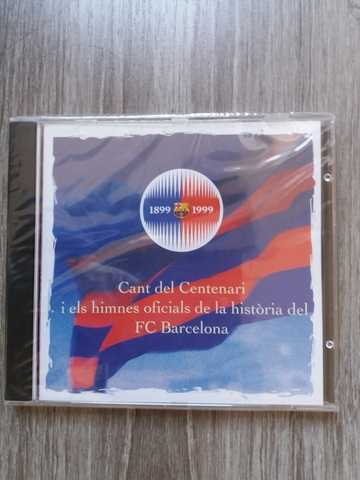 1899 1999
Cant del Centenari
i els himnes oficials de la història del
FC Barcelona